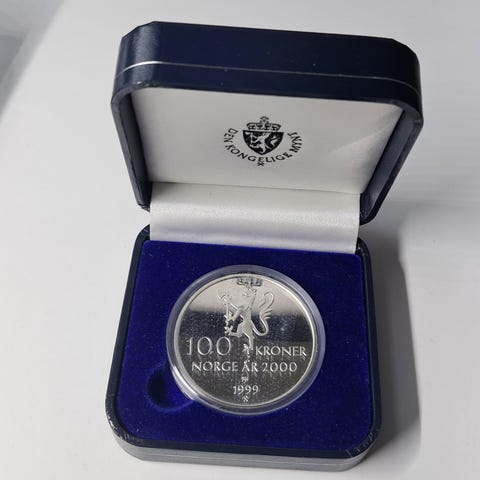 DEN KONGELIGE MYNT
100 KRONER
NORGE ÅR 2000
1999